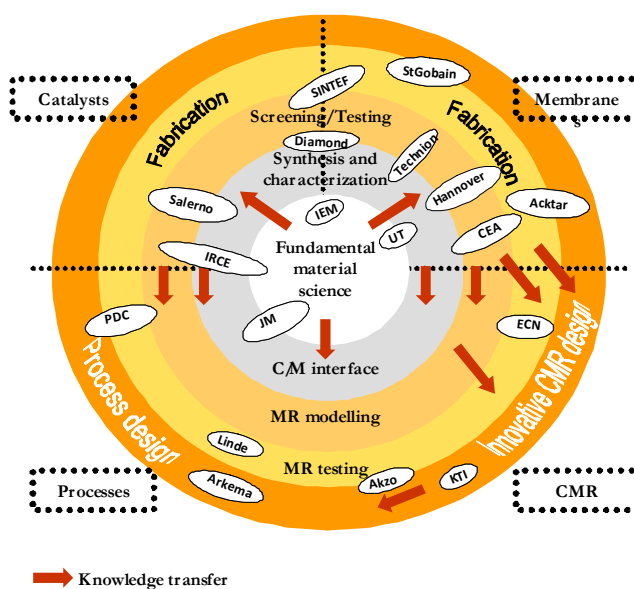 StGobain
SINTEF
Catalysts
Membrane
s
Fabrication
Fabrication
Screening/Testing
Diamond
Technion
Synthesis and
characterization
Hannover
Salerno
IEM
Acktar
UT
CEA
IRCE
Fundamental
material
science
PDC
JM
ECN
C/M interface
Process design
Innovative CMR design
MR modelling
Linde
MR testing
Arkema
Akzo
KTI
Processes
CMR
Knowledge transfer